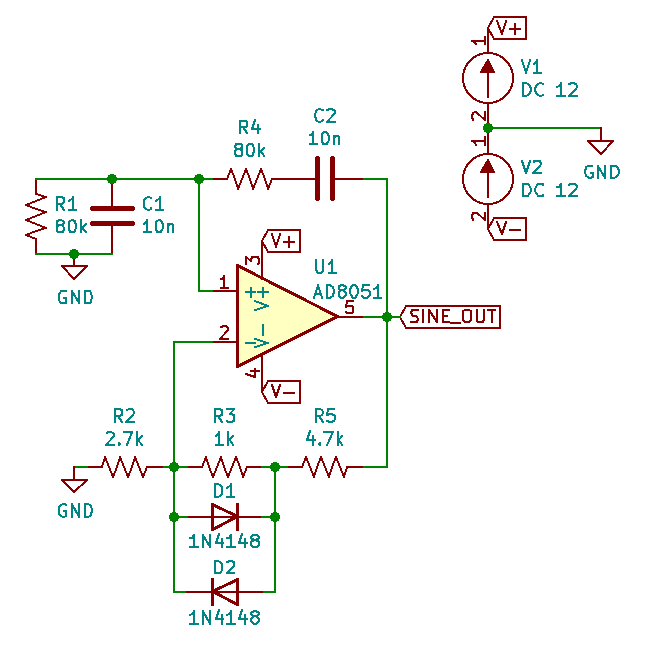 V+
1
V1
DC 12
2
1
GND
V2
DC 12
2
V-
C2
10n
R4
80k
R1
80k
C1
10n
GND
V+
3
U1
AD8051
1
+
V+
5
SINE_OUT
2
-
V-
4
V-
R2
2.7k
R3
1k
R5
4.7k
GND
D1
1N4148
D2
1N4148